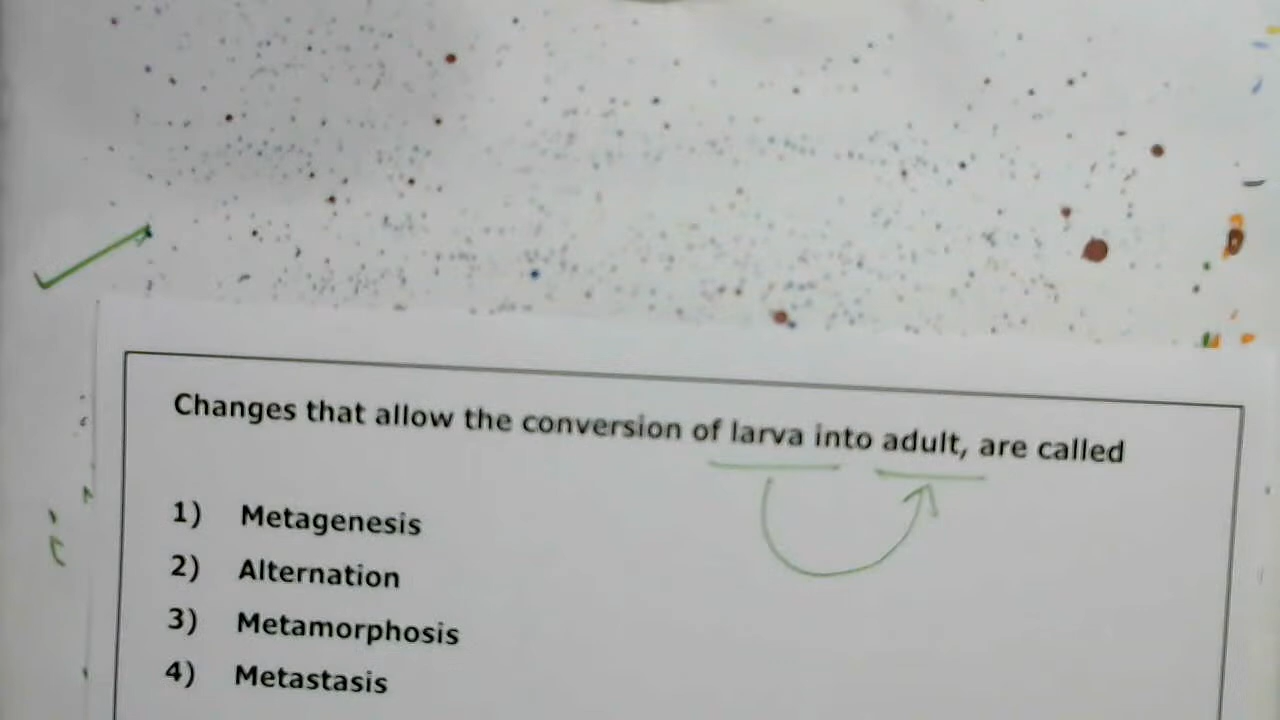 Changes that allow the conversion of larva into adult, are called
1) Metagenesis
2) Alternation
3) Metamorphosis
4) Metastasis